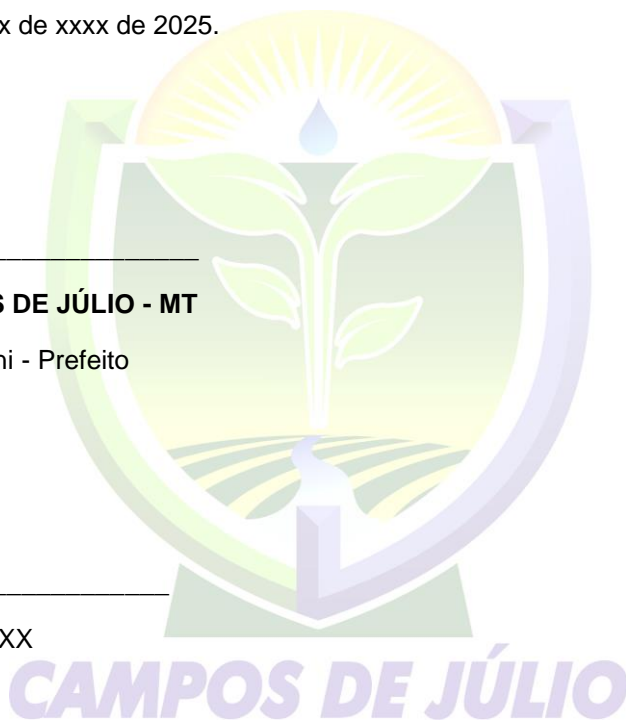 x de xxxx de 2025.
S DE JÚLIO - MT
ni - Prefeito
XX
CAMPOS DE JÚLIO